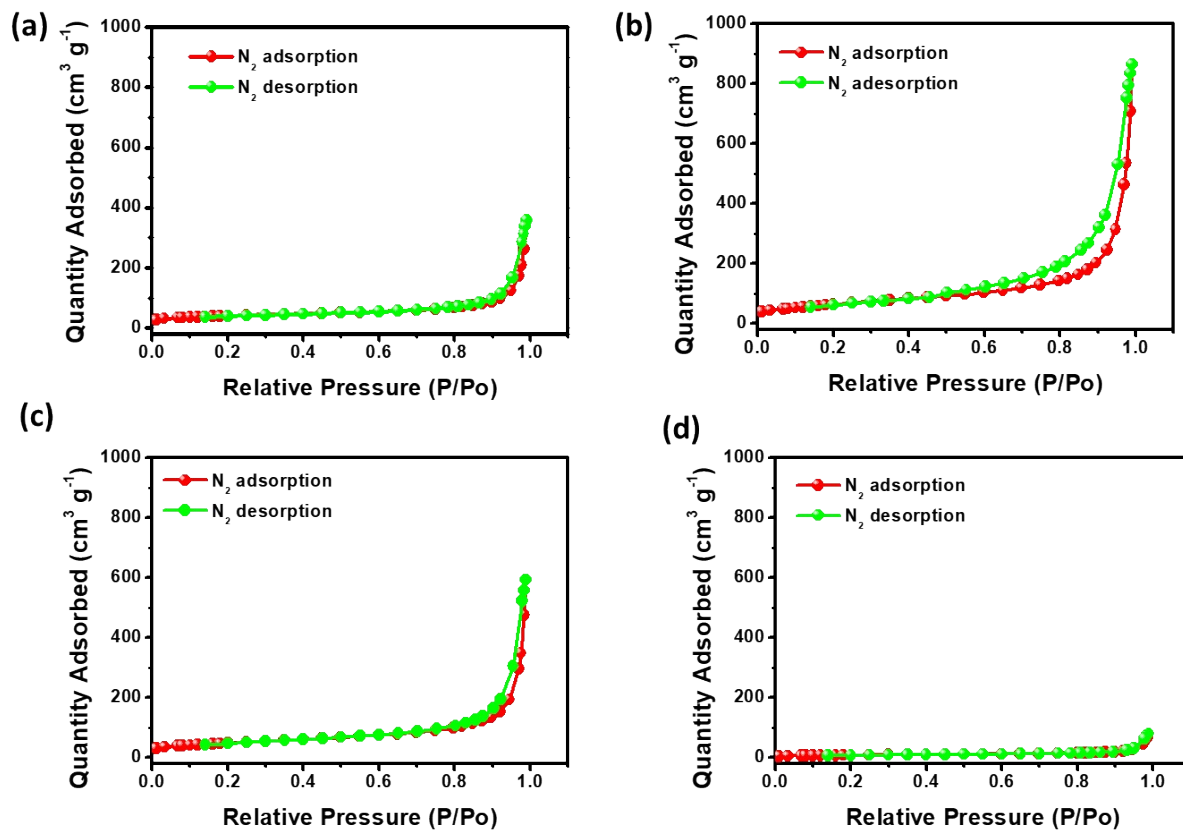 (a)
1000
800
600
400
200
0
0.0 0.2 0.4 0.6 0.8 1.0
Quantity Adsorbed (cm³ g⁻¹)
Relative Pressure (P/Po)
N₂ adsorption
N₂ desorption
(b)
1000
800
600
400
200
0
0.0 0.2 0.4 0.6 0.8 1.0
Quantity Adsorbed (cm³ g⁻¹)
Relative Pressure (P/Po)
N₂ adsorption
N₂ adesorption
(c)
1000
800
600
400
200
0
0.0 0.2 0.4 0.6 0.8 1.0
Quantity Adsorbed (cm³ g⁻¹)
Relative Pressure (P/Po)
N₂ adsorption
N₂ desorption
(d)
1000
800
600
400
200
0
0.0 0.2 0.4 0.6 0.8 1.0
Quantity Adsorbed (cm³ g⁻¹)
Relative Pressure (P/Po)
N₂ adsorption
N₂ desorption